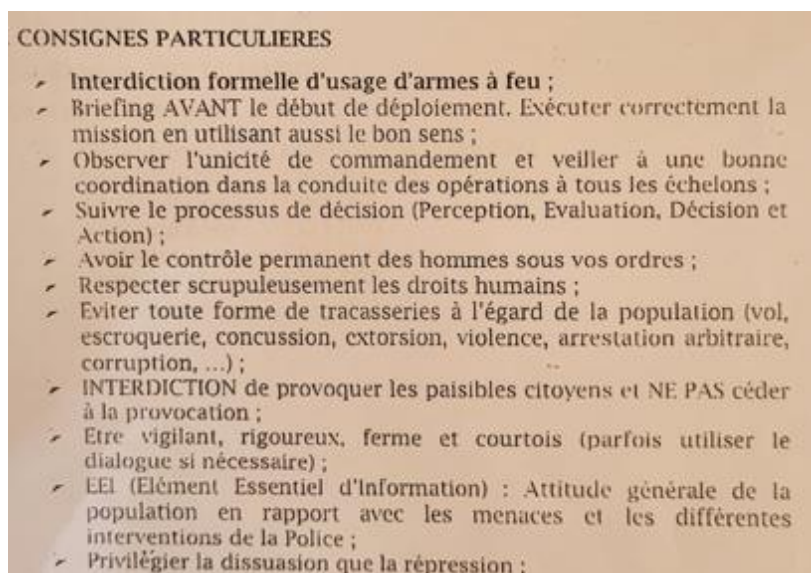 CONSIGNES PARTICULIERES
➢ Interdiction formelle d'usage d'armes à feu ;
➢ Briefing AVANT le début de déploiement. Exécuter correctement la
mission en utilisant aussi le bon sens ;
➢ Observer l'unicité de commandement et veiller à une bonne
coordination dans la conduite des opérations à tous les échelons ;
➢ Suivre le processus de décision (Perception, Evaluation, Décision et
Action) ;
➢ Avoir le contrôle permanent des hommes sous vos ordres ;
➢ Respecter scrupuleusement les droits humains ;
➢ Eviter toute forme de tracasseries à l'égard de la population (vol,
escroquerie, concussion, extorsion, violence, arrestation arbitraire,
corruption, ...) ;
➢ INTERDICTION de provoquer les paisibles citoyens et NE PAS céder
à la provocation ;
➢ Etre vigilant, rigoureux, ferme et courtois (parfois utiliser le
dialogue si nécessaire) ;
➢ EEI (Elément Essentiel d'Information) : Attitude générale de la
population en rapport avec les menaces et les différentes
interventions de la Police ;
➢ Privilégier la dissuasion que la répression ;